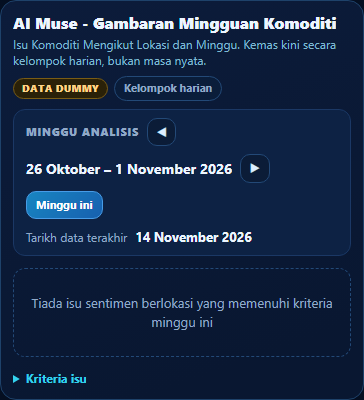 AI Muse - Gambaran Mingguan Komoditi
Isu Komoditi Mengikut Lokasi dan Minggu. Kemas kini secara
kelompok harian, bukan masa nyata.
DATA DUMMY Kelompok harian
MINGGU ANALISIS ◀
26 Oktober – 1 November 2026 ▶
Minggu ini
Tarikh data terakhir 14 November 2026
Tiada isu sentimen berlokasi yang memenuhi kriteria
minggu ini
▶ Kriteria isu